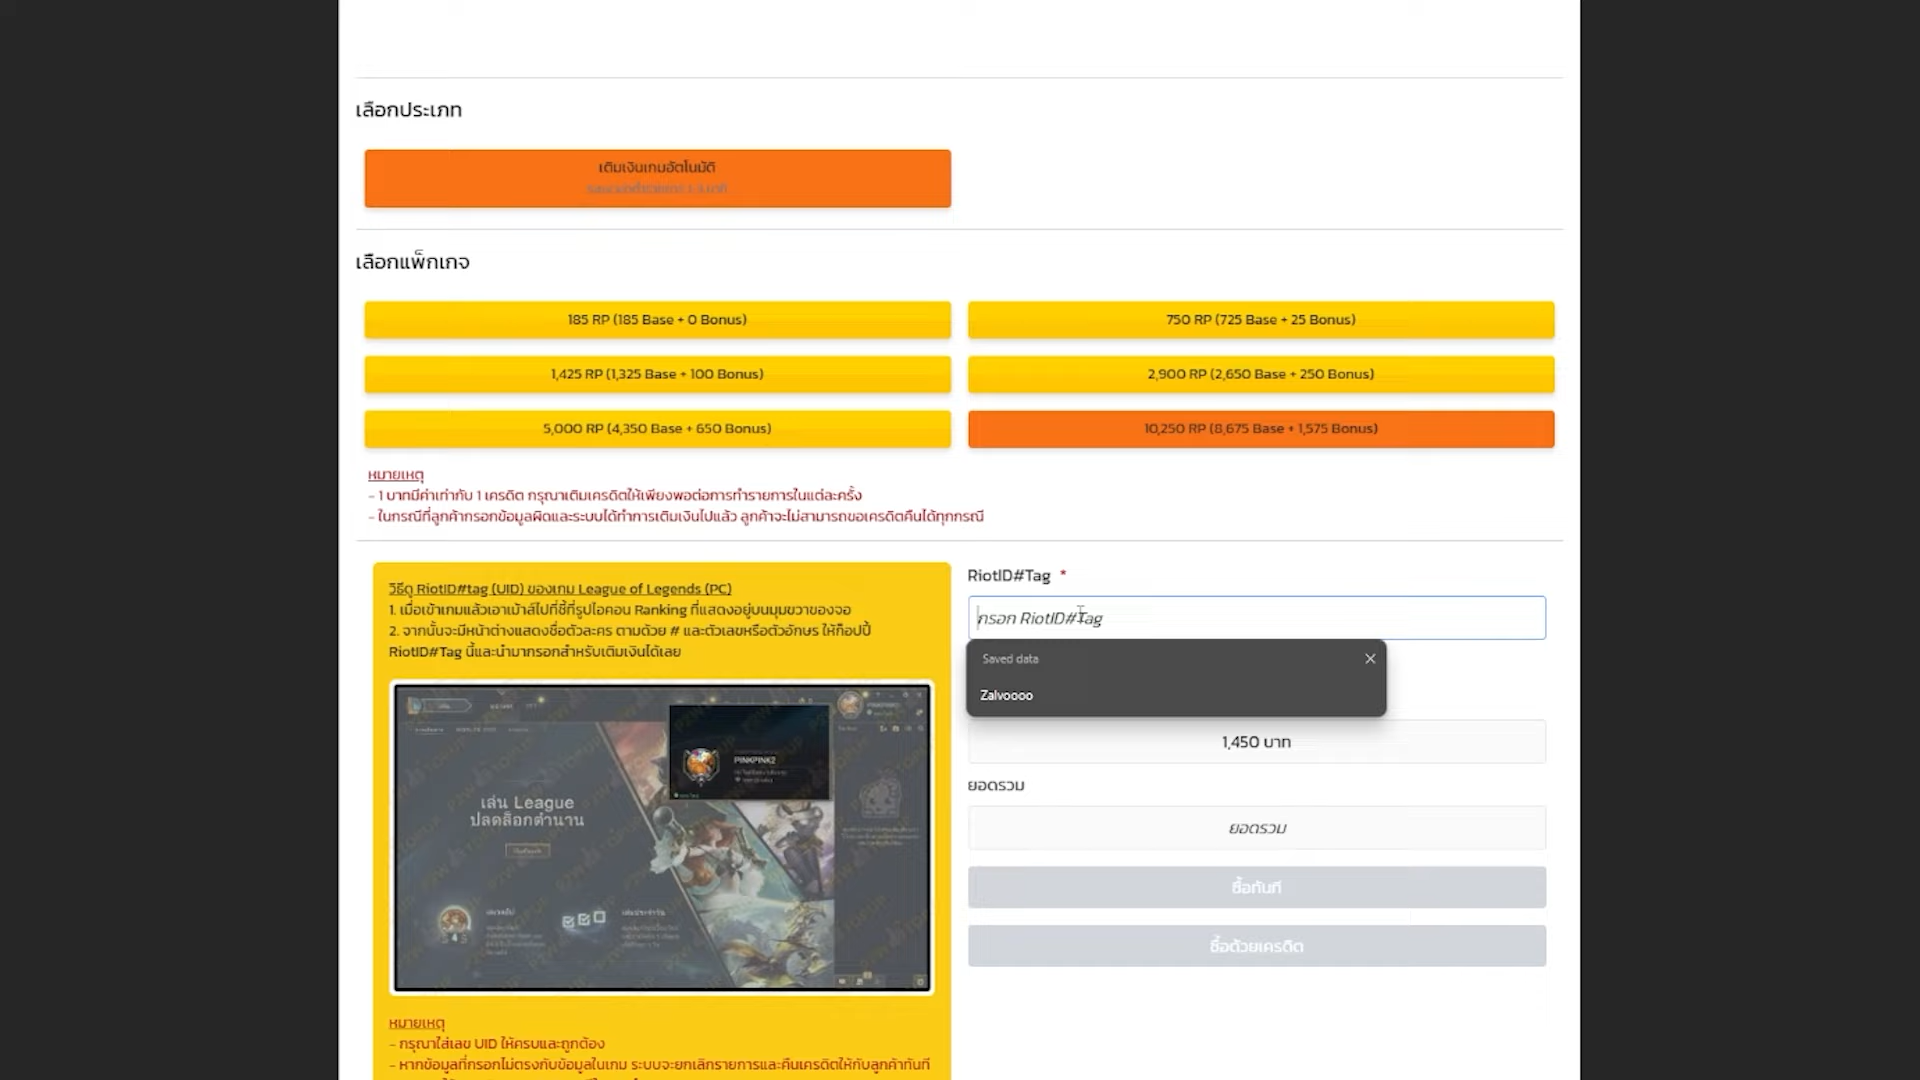 เลือกประเภท
เติมเงินเกมอัตโนมัติ
เลือกแพ็กเกจ
185 RP (185 Base + 0 Bonus)
750 RP (725 Base + 25 Bonus)
1,425 RP (1,325 Base + 100 Bonus)
2,900 RP (2,650 Base + 250 Bonus)
5,000 RP (4,350 Base + 650 Bonus)
10,250 RP (8,675 Base + 1,575 Bonus)
หมายเหตุ
- 1 บาทมีค่าเท่ากับ 1 เครดิต กรุณาเติมเครดิตให้เพียงพอต่อการทำรายการในแต่ละครั้ง
- ในกรณีที่ลูกค้ากรอกข้อมูลผิดและระบบได้ทำการเติมเงินไปแล้ว ลูกค้าจะไม่สามารถขอเครดิตคืนได้ทุกกรณี
วิธีดู RiotID#tag (UID) ของเกม League of Legends (PC)
1. เมื่อเข้าเกมแล้วเอาเม้าส์ไปที่ชี้ที่รูปไอคอน Ranking ที่แสดงอยู่บนมุมขวาของจอ
2. จากนั้นจะมีหน้าต่างแสดงชื่อตัวละคร ตามด้วย # และตัวเลขหรือตัวอักษร ให้ก็อปปี้
RiotID#Tag นี้และนำมากรอกสำหรับเติมเงินได้เลย
PINKPINK2
เล่น League
ปลดล็อกตำนาน
หมายเหตุ
- กรุณาใส่เลข UID ให้ครบและถูกต้อง
- หากข้อมูลที่กรอกไม่ตรงกับข้อมูลในเกม ระบบจะยกเลิกรายการและคืนเครดิตให้กับลูกค้าทันที
RiotID#Tag *
กรอก RiotID#Tag
Saved data
Zalvoooo
1,450 บาท
ยอดรวม
ยอดรวม
ซื้อทันที
ซื้อด้วยเครดิต